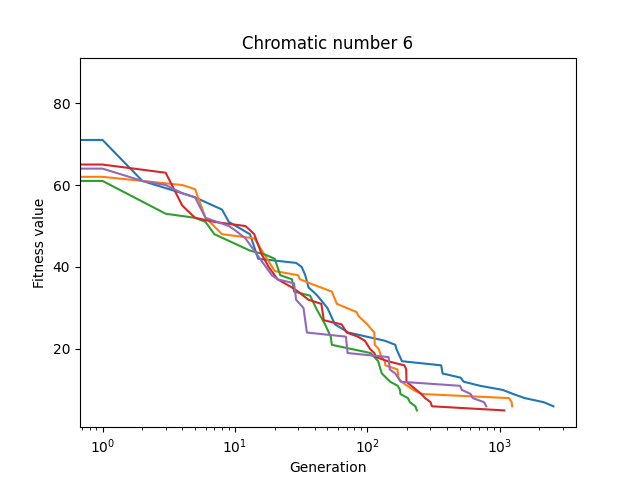 Chromatic number 6
Fitness value
80
60
40
20
10⁰
10¹
10²
10³
Generation